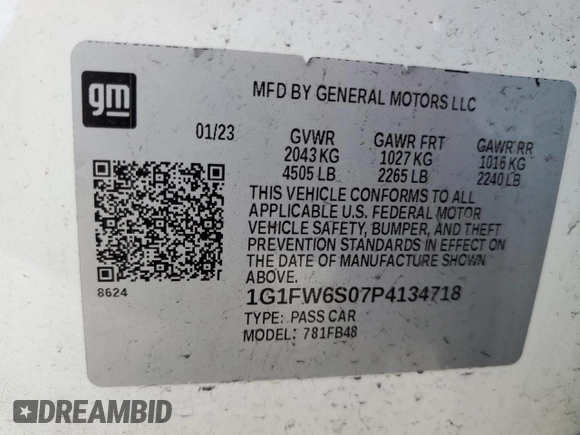 gm
MFD BY GENERAL MOTORS LLC
01/23 GVWR GAWR FRT GAWR RR
2043 KG 1027 KG 1016 KG
4505 LB 2265 LB 2240 LB
THIS VEHICLE CONFORMS TO ALL
APPLICABLE U.S. FEDERAL MOTOR
VEHICLE SAFETY, BUMPER, AND THEFT
PREVENTION STANDARDS IN EFFECT ON
THE DATE OF MANUFACTURE SHOWN
ABOVE.
8624
1G1FW6S07P4134718
TYPE: PASS CAR
MODEL: 781FB48
DREAMBID